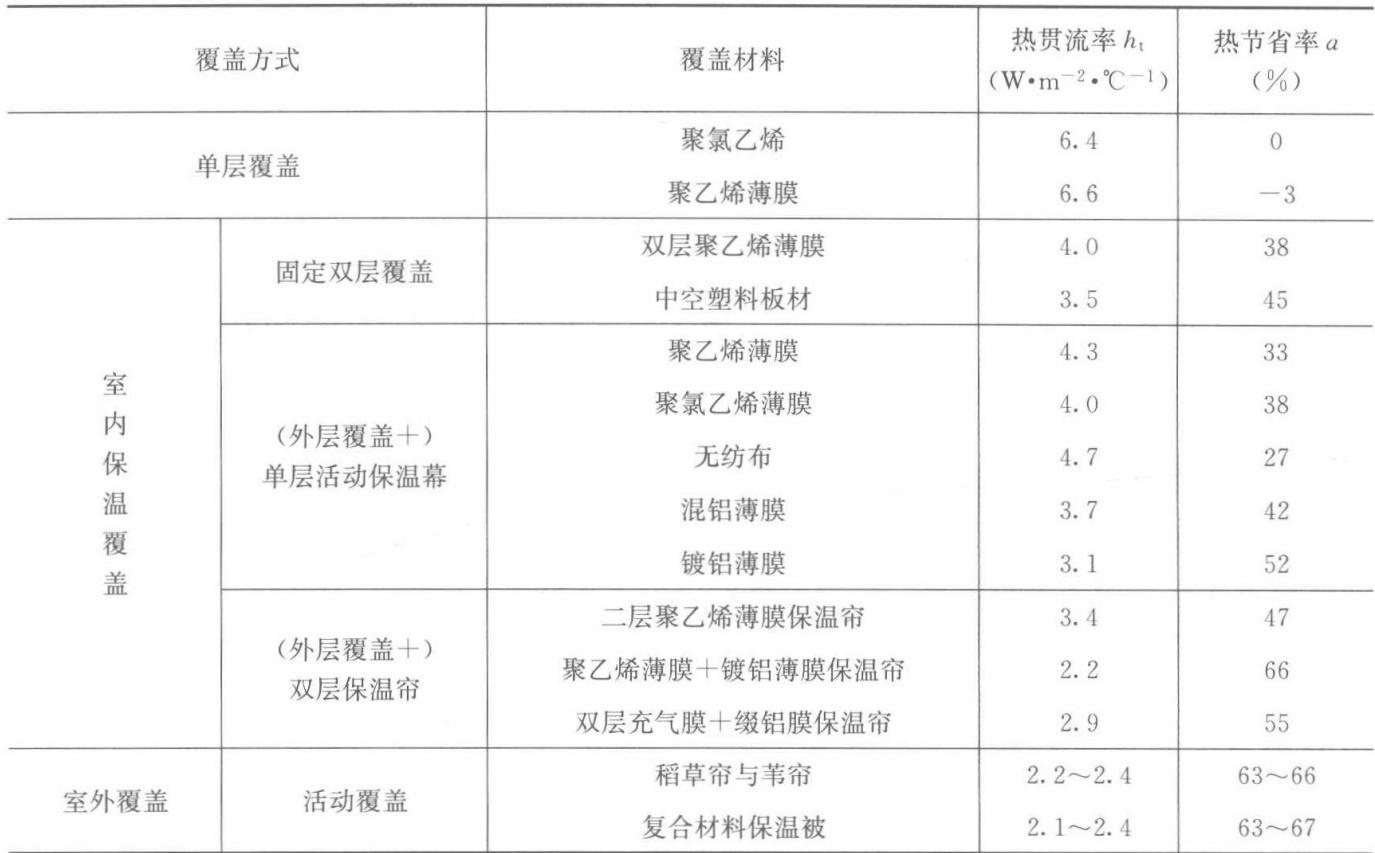 覆盖方式 覆盖材料 热贯流率 hₜ (W•m⁻²•℃⁻¹) 热节省率 a (%)
单层覆盖 聚氯乙烯 6.4 0
聚乙烯薄膜 6.6 —3
室内保温覆盖 固定双层覆盖 双层聚乙烯薄膜 4.0 38
中空塑料板材 3.5 45
(外层覆盖+) 单层活动保温幕 聚乙烯薄膜 4.3 33
聚氯乙烯薄膜 4.0 38
无纺布 4.7 27
混铝薄膜 3.7 42
镀铝薄膜 3.1 52
(外层覆盖+) 双层保温帘 二层聚乙烯薄膜保温帘 3.4 47
聚乙烯薄膜+镀铝薄膜保温帘 2.2 66
双层充气膜+缀铝膜保温帘 2.9 55
室外覆盖 活动覆盖 稻草帘与苇帘 2.2～2.4 63～66
复合材料保温被 2.1～2.4 63～67